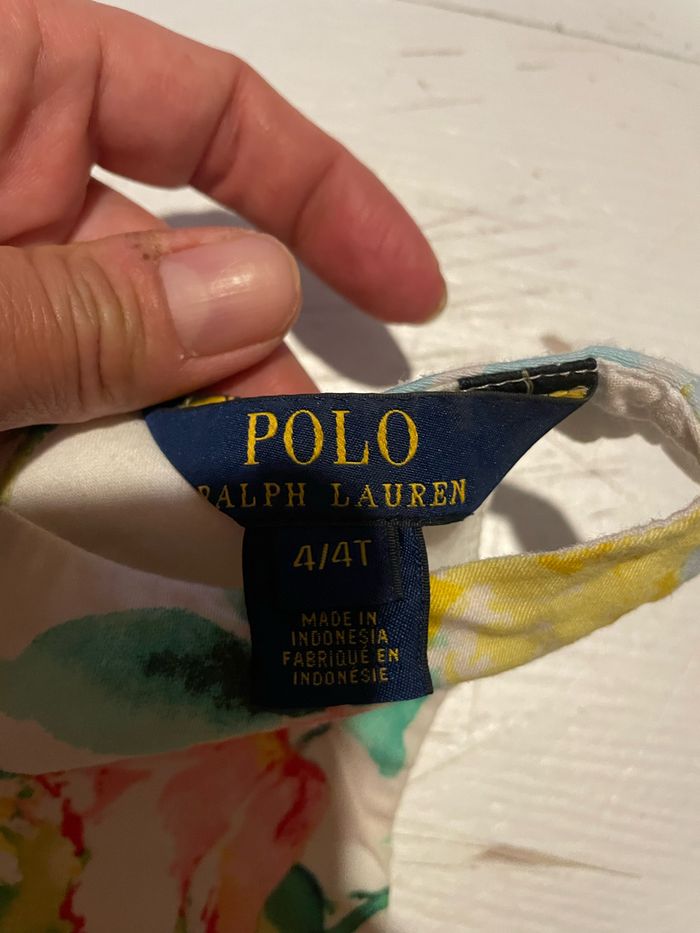 POLO
RALPH LAUREN
4/4T
MADE IN
INDONESIA
FABRIQUÉ EN
INDONÉSIE